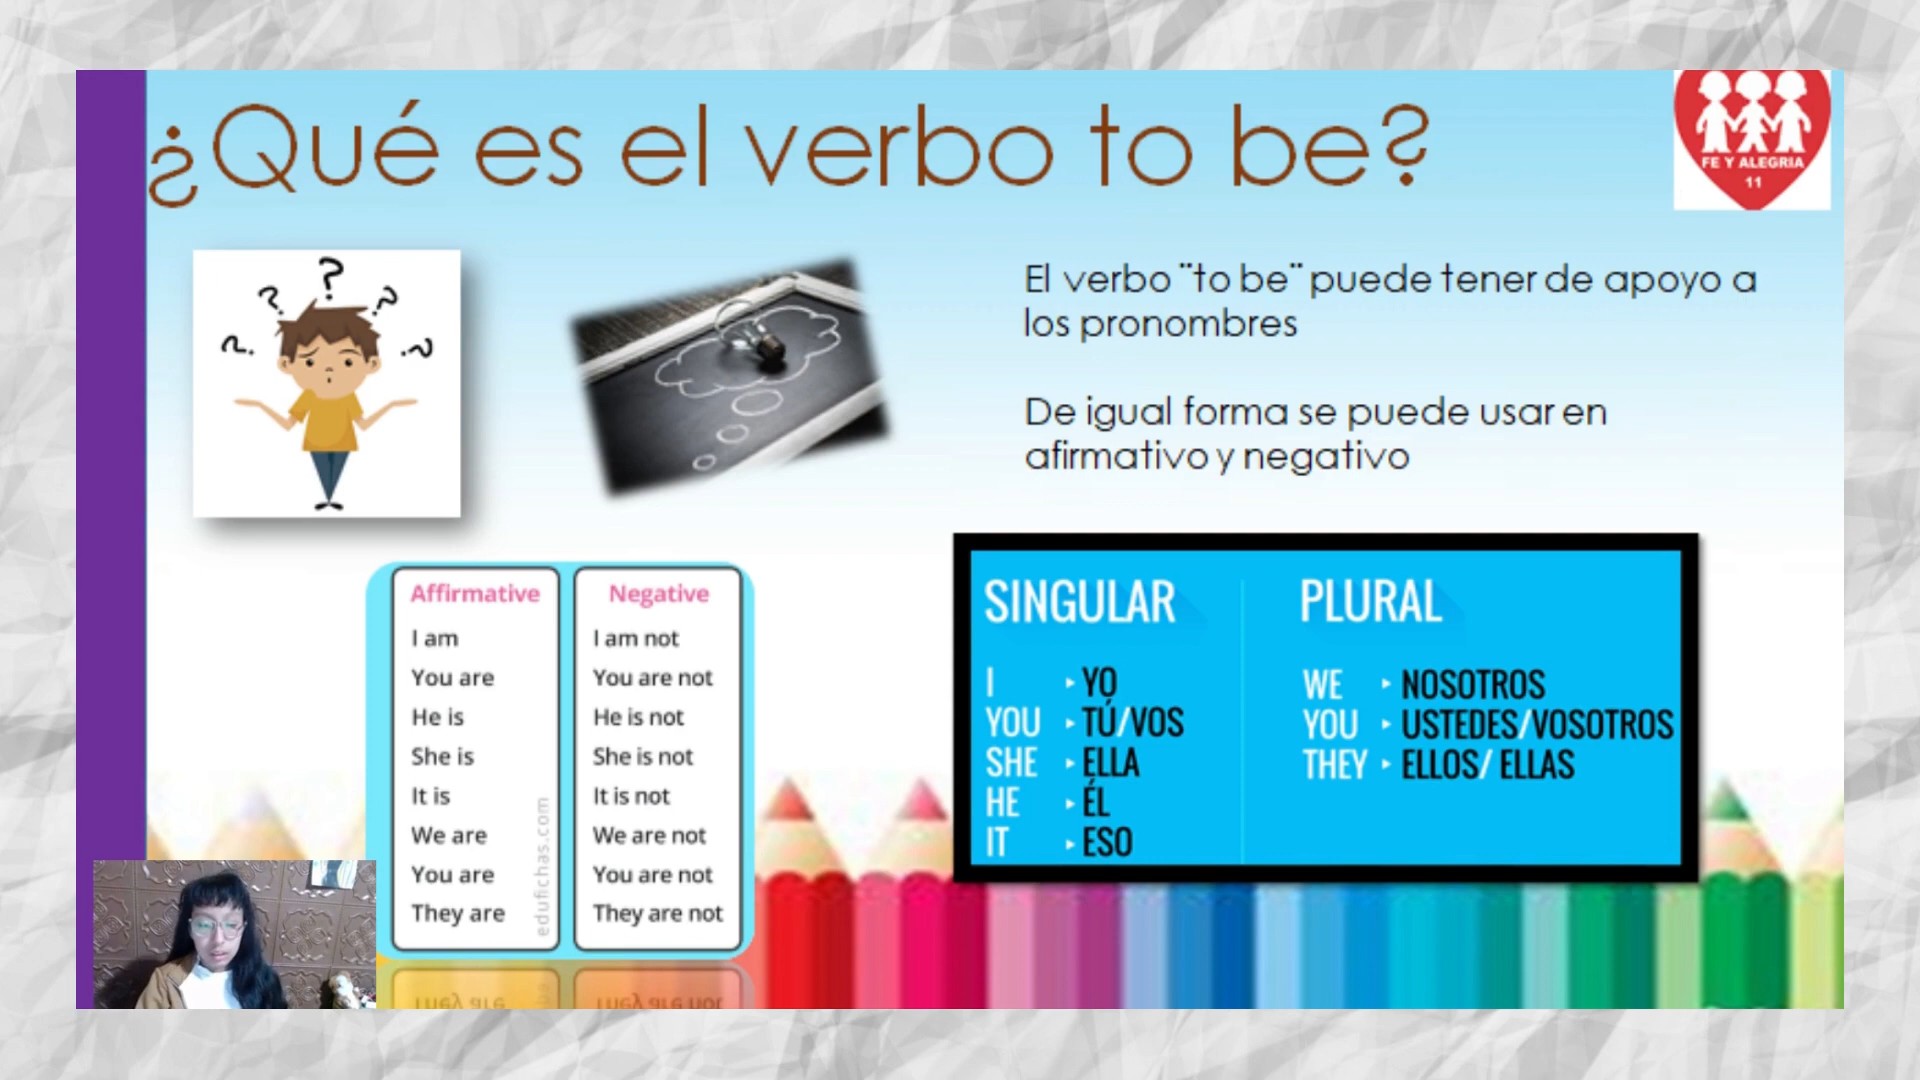 ¿Qué es el verbo to be?
FE Y ALEGRIA
11
El verbo ¨to be¨ puede tener de apoyo a
los pronombres
De igual forma se puede usar en
afirmativo y negativo
Affirmative
I am
You are
He is
She is
It is
We are
You are
They are
edufichas.com
Negative
I am not
You are not
He is not
She is not
It is not
We are not
You are not
They are not
SINGULAR
I ▸ YO
YOU ▸ TÚ/VOS
SHE ▸ ELLA
HE ▸ ÉL
IT ▸ ESO
PLURAL
WE ▸ NOSOTROS
YOU ▸ USTEDES/VOSOTROS
THEY ▸ ELLOS/ ELLAS